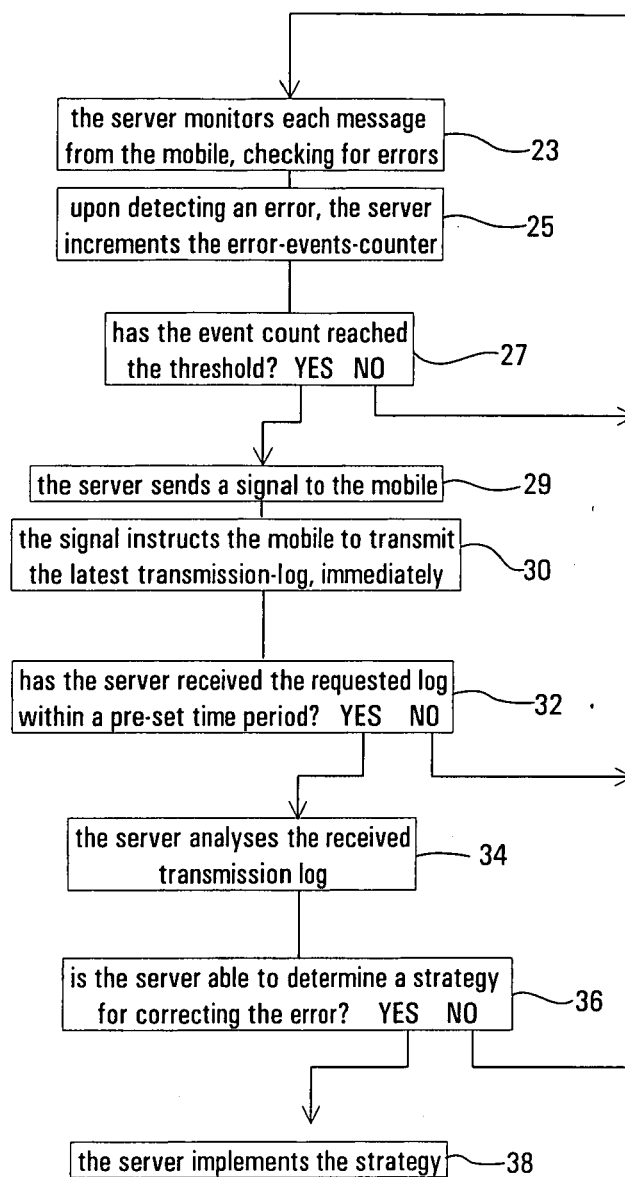 the server monitors each message
from the mobile, checking for errors
23
upon detecting an error, the server
increments the error-events-counter
25
has the event count reached
the threshold? YES NO
27
the server sends a signal to the mobile
29
the signal instructs the mobile to transmit
the latest transmission-log, immediately
30
has the server received the requested log
within a pre-set time period? YES NO
32
the server analyses the received
transmission log
34
is the server able to determine a strategy
for correcting the error? YES NO
36
the server implements the strategy
38